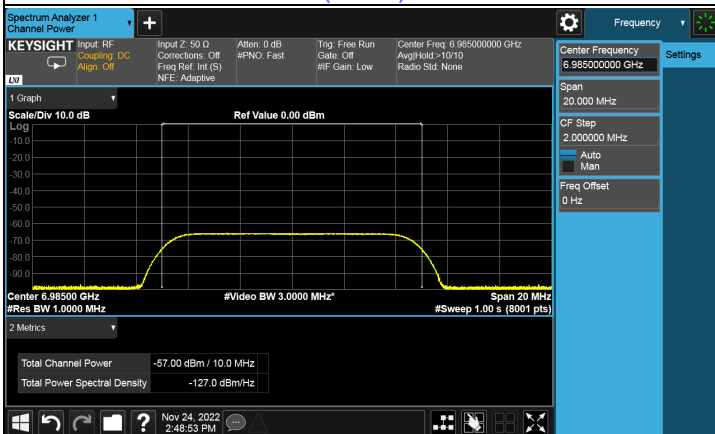 Spectrum Analyzer 1
Channel Power
+
Frequency
KEYSIGHT
Input: RF
Coupling: DC
Align: Off
Input Z: 50 Ω
Corrections: Off
Freq Ref: Int (S)
NFE: Adaptive
Atten: 0 dB
#PNO: Fast
Trig: Free Run
Gate: Off
#IF Gain: Low
Center Freq: 6.985000000 GHz
Avg|Hold:>10/10
Radio Std: None
LXI
Center Frequency
6.985000000 GHz
Settings
Span
20.000 MHz
CF Step
2.000000 MHz
Auto
Man
Freq Offset
0 Hz
1 Graph
Scale/Div 10.0 dB
Ref Value 0.00 dBm
Log
-10.0
-20.0
-30.0
-40.0
-50.0
-60.0
-70.0
-80.0
-90.0
Center 6.98500 GHz
#Video BW 3.0000 MHz*
Span 20 MHz
#Res BW 1.0000 MHz
#Sweep 1.00 s (8001 pts)
2 Metrics
Total Channel Power -57.00 dBm / 10.0 MHz
Total Power Spectral Density -127.0 dBm/Hz
?
Nov 24, 2022
2:48:53 PM